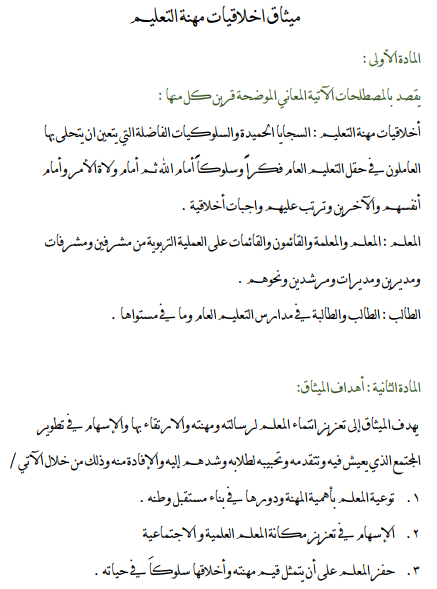 ميثاق اخلاقيات مهنة التعليم
المادة الأولى :
يقصد بالمصطلحات الآتية المعاني الموضحة قرين كل منها :
أخلاقيات مهنة التعليم : السجايا الحميدة والسلوكيات الفاضلة التي يتعين ان يتحلى بها
العاملون في حقل التعليم العام فكراً وسلوكاً أمام الله ثم أمام ولاة الأمر وأمام
أنفسهم والآخرين وترتب عليهم واجبات أخلاقية .
المعلم : المعلم والمعلمة والقائمون والقائمات على العملية التربوية من مشرفين ومشرفات
ومديرين ومديرات ومرشدين ونحوهم .
الطالب : الطالب والطالبة في مدارس التعليم العام وما في مستواها .
المادة الثانية : أهداف الميثاق:
يهدف الميثاق إلى تعزيز انتماء المعلم لرسالته ومهنته والارتقاء بها والإسهام في تطوير
المجتمع الذي يعيش فيه وتقدمه وتحبيبه لطلابه وشدهم إليه والإفادة منه وذلك من خلال الآتي /
١. توعية المعلم بأهمية المهنة ودورها في بناء مستقبل وطنه .
٢. الإسهام في تعزيز مكانة المعلم العلمية والاجتماعية
٣. حفز المعلم على أن يتمثل قيم مهنته وأخلاقها سلوكاً في حياته .